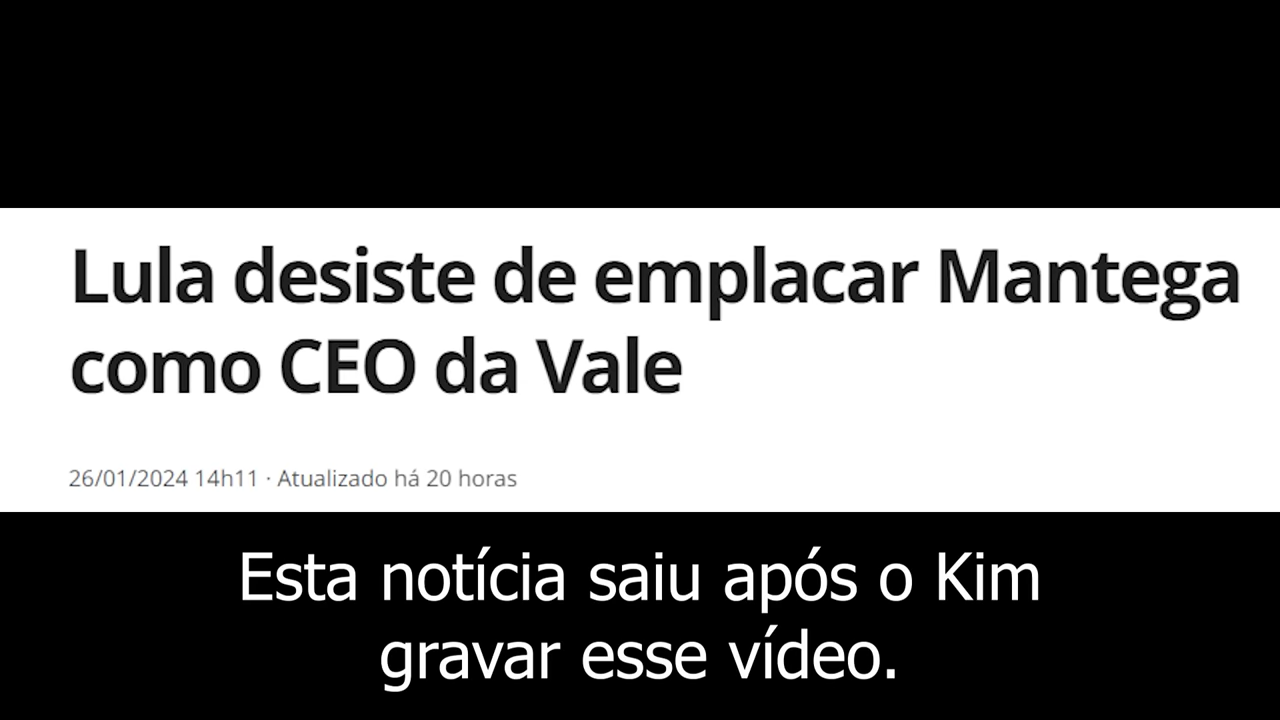 Lula desiste de emplacar Mantega
como CEO da Vale
26/01/2024 14h11 · Atualizado há 20 horas
Esta notícia saiu após o Kim
gravar esse vídeo.